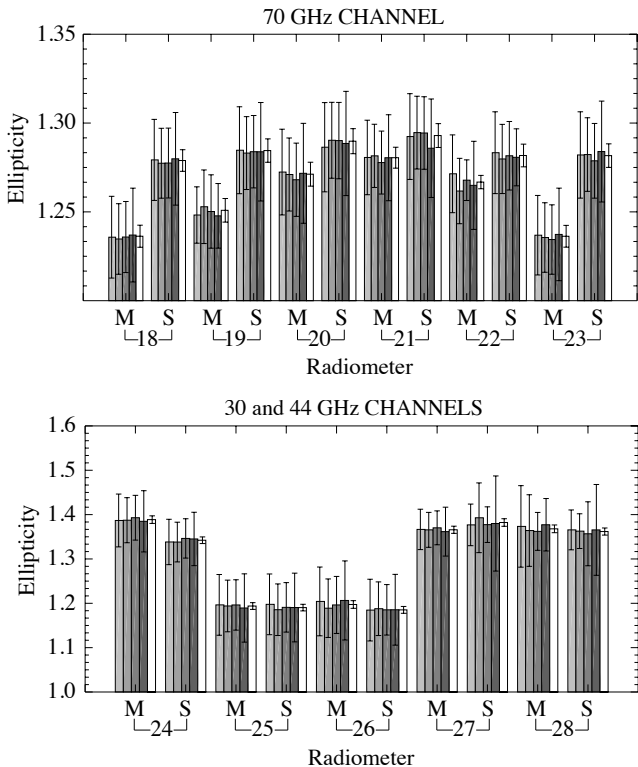 70 GHz CHANNEL
1.35
1.30
1.25
Ellipticity
M S M S M S M S M S M S
18 19 20 21 22 23
Radiometer
30 and 44 GHz CHANNELS
1.6
1.5
1.4
1.3
1.2
1.1
1.0
Ellipticity
M S M S M S M S M S
24 25 26 27 28
Radiometer